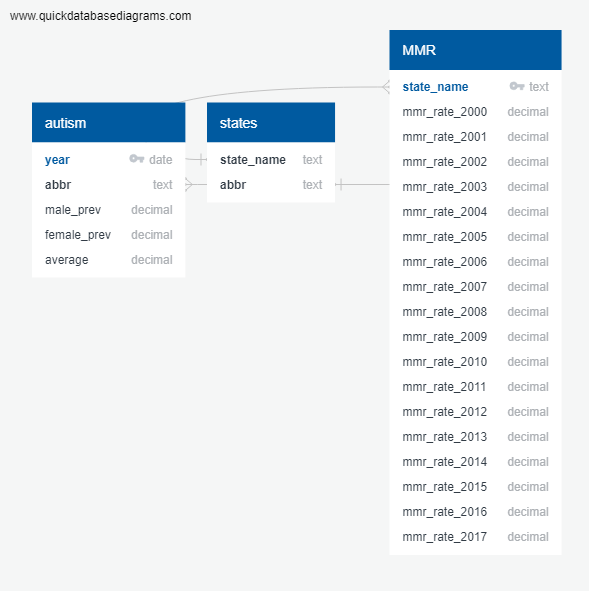 www.quickdatabasediagrams.com
autism
year date
abbr text
male_prev decimal
female_prev decimal
average decimal
states
state_name text
abbr text
MMR
state_name text
mmr_rate_2000 decimal
mmr_rate_2001 decimal
mmr_rate_2002 decimal
mmr_rate_2003 decimal
mmr_rate_2004 decimal
mmr_rate_2005 decimal
mmr_rate_2006 decimal
mmr_rate_2007 decimal
mmr_rate_2008 decimal
mmr_rate_2009 decimal
mmr_rate_2010 decimal
mmr_rate_2011 decimal
mmr_rate_2012 decimal
mmr_rate_2013 decimal
mmr_rate_2014 decimal
mmr_rate_2015 decimal
mmr_rate_2016 decimal
mmr_rate_2017 decimal